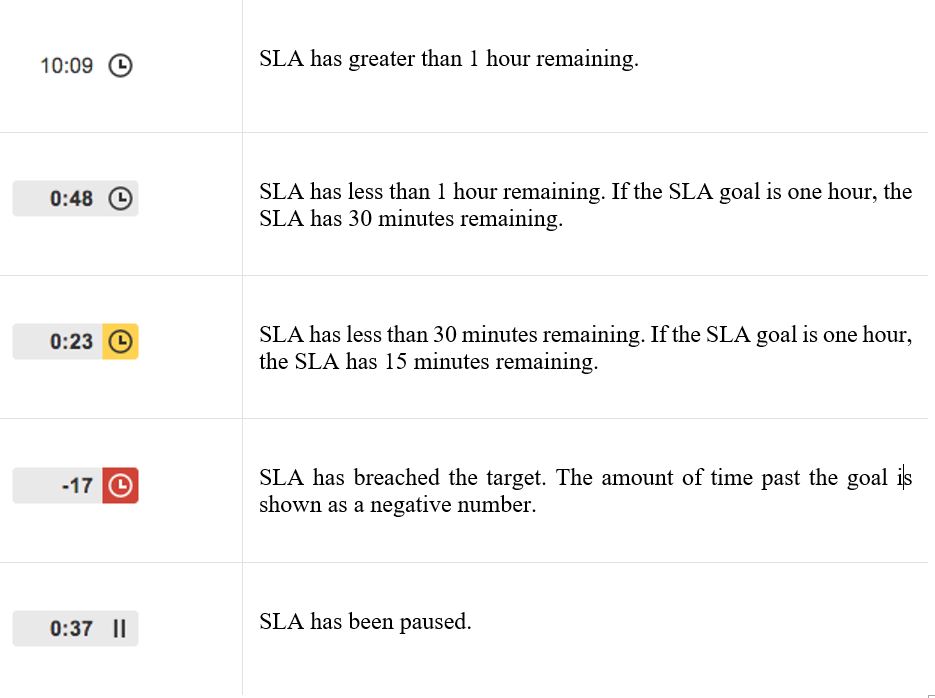 10:09
SLA has greater than 1 hour remaining.
0:48
SLA has less than 1 hour remaining. If the SLA goal is one hour, the
SLA has 30 minutes remaining.
0:23
SLA has less than 30 minutes remaining. If the SLA goal is one hour,
the SLA has 15 minutes remaining.
-17
SLA has breached the target. The amount of time past the goal is
shown as a negative number.
0:37
SLA has been paused.